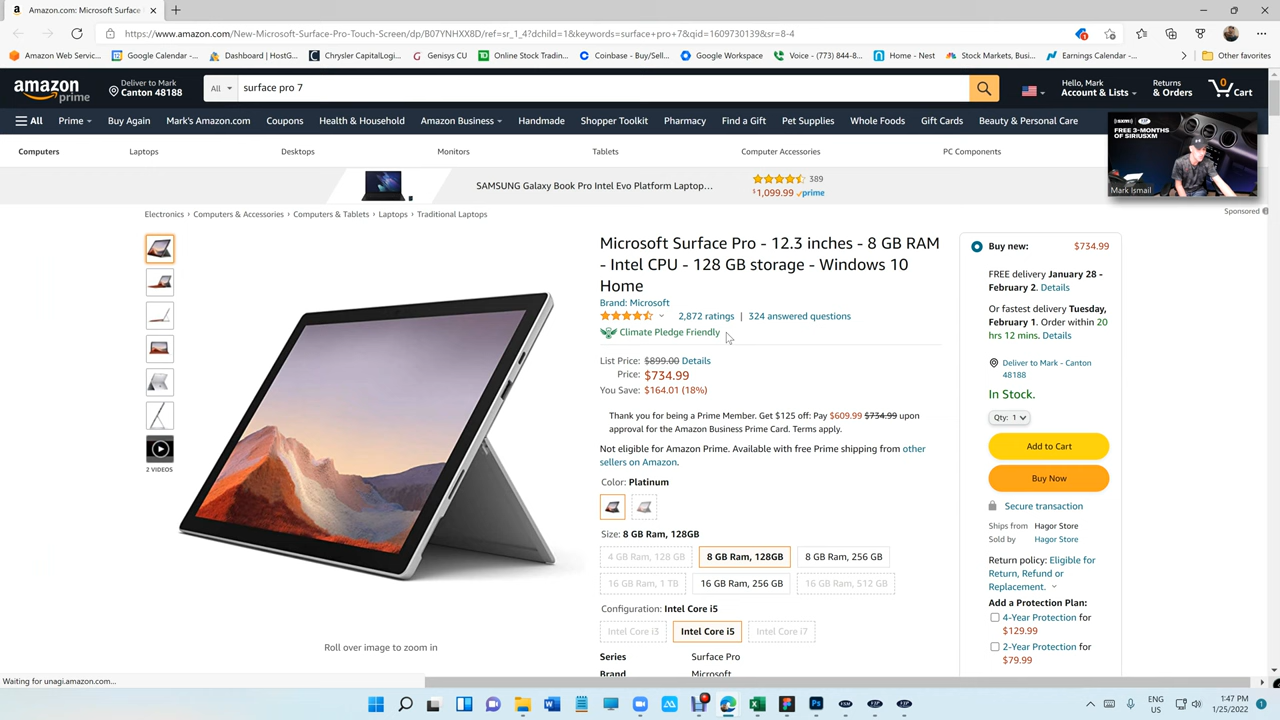 Amazon.com: Microsoft Surface P
https://www.amazon.com/New-Microsoft-Surface-Pro-Touch-Screen/dp/B07YNHXX8D/ref=sr_1_4?dchild=1&keywords=surface+pro+7&qid=1609730139&sr=8-4
Amazon Web Servic...
Google Calendar -...
Dashboard | HostG...
Chrysler CapitalLogi...
Genisys CU
Online Stock Tradin...
Coinbase - Buy/Sell...
Google Workspace
Voice - (773) 844-8...
Home - Nest
Stock Markets, Busin...
Earnings Calendar -...
Other favorites
amazon prime
Deliver to Mark
Canton 48188
All
surface pro 7
Hello, Mark
Account & Lists
Returns
& Orders
0
Cart
All
Prime
Buy Again
Mark's Amazon.com
Coupons
Health & Household
Amazon Business
Handmade
Shopper Toolkit
Pharmacy
Find a Gift
Pet Supplies
Whole Foods
Gift Cards
Beauty & Personal Care
FREE 3-MONTHS
OF SIRIUSXM
Mark Ismail
Computers
Laptops
Desktops
Monitors
Tablets
Computer Accessories
PC Components
SAMSUNG Galaxy Book Pro Intel Evo Platform Laptop...
389
$1,099.99 prime
Sponsored
Electronics › Computers & Accessories › Computers & Tablets › Laptops › Traditional Laptops
2 VIDEOS
Roll over image to zoom in
Microsoft Surface Pro - 12.3 inches - 8 GB RAM
- Intel CPU - 128 GB storage - Windows 10
Home
Brand: Microsoft
2,872 ratings | 324 answered questions
Climate Pledge Friendly
List Price: $899.00 Details
Price: $734.99
You Save: $164.01 (18%)
Thank you for being a Prime Member. Get $125 off: Pay $609.99 $734.99 upon
approval for the Amazon Business Prime Card. Terms apply.
Not eligible for Amazon Prime. Available with free Prime shipping from other
sellers on Amazon.
Color: Platinum
Size: 8 GB Ram, 128GB
4 GB Ram, 128 GB
8 GB Ram, 128GB
8 GB Ram, 256 GB
16 GB Ram, 1 TB
16 GB Ram, 256 GB
16 GB Ram, 512 GB
Configuration: Intel Core i5
Intel Core i3
Intel Core i5
Intel Core i7
Series Surface Pro
Brand Microsoft
Buy new: $734.99
FREE delivery January 28 -
February 2. Details
Or fastest delivery Tuesday,
February 1. Order within 20
hrs 12 mins. Details
Deliver to Mark - Canton
48188
In Stock.
Qty: 1
Add to Cart
Buy Now
Secure transaction
Ships from Hagor Store
Sold by Hagor Store
Return policy: Eligible for
Return, Refund or
Replacement.
Add a Protection Plan:
4-Year Protection for
$129.99
2-Year Protection for
$79.99
Waiting for unagi.amazon.com...
ENG
US
1:47 PM
1/25/2022